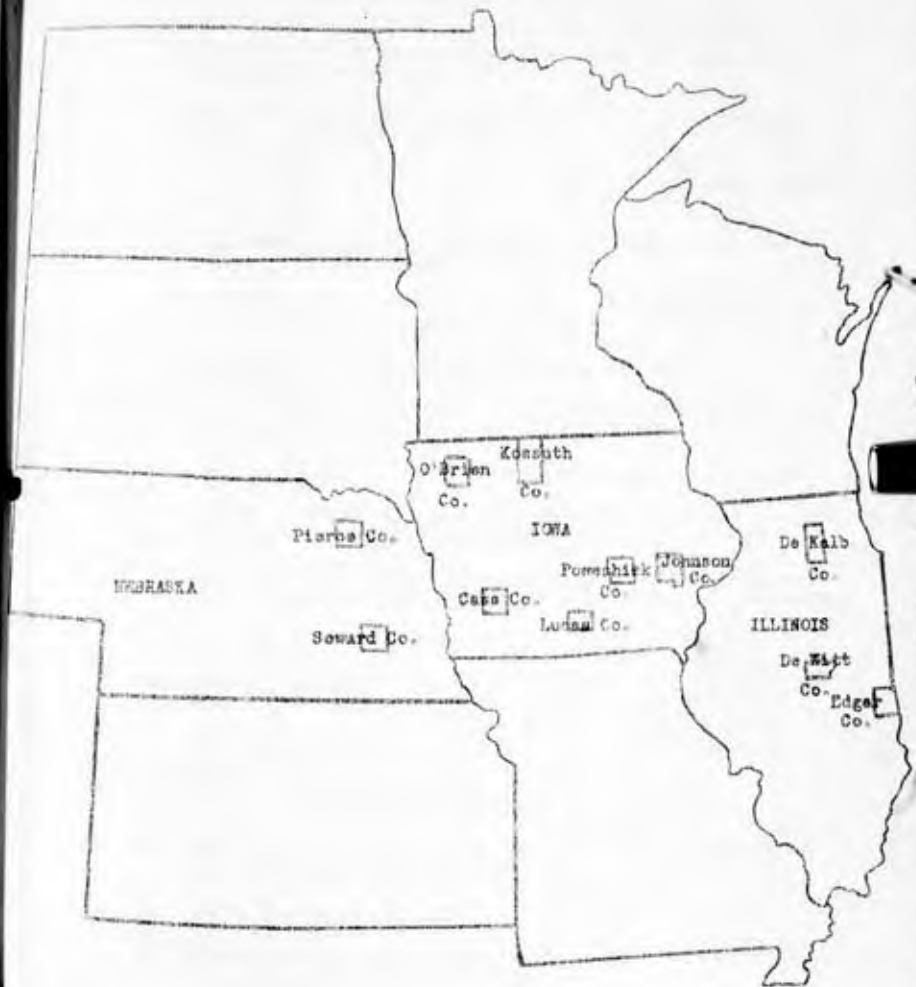 O'Brien
Co.
Kossuth
Co.
IOWA
Pierce Co.
NEBRASKA
Poweshiek
Co.
Johnson
Co.
Cass Co.
Lucas Co.
Seward Co.
De Kalb
Co.
ILLINOIS
De Witt
Co.
Edgar
Co.